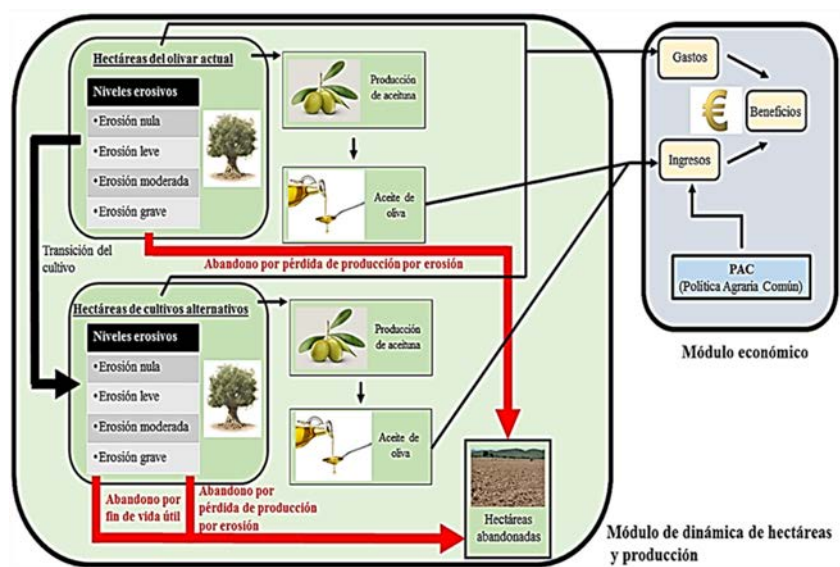 Hectáreas del olivar actual
Niveles erosivos
• Erosión nula
• Erosión leve
• Erosión moderada
• Erosión grave
Producción
de aceituna
Aceite de
oliva
Transición del
cultivo
Abandono por pérdida de producción por erosión
Hectáreas de cultivos alternativos
Niveles erosivos
• Erosión nula
• Erosión leve
• Erosión moderada
• Erosión grave
Producción
de aceituna
Aceite de
oliva
Abandono por
fin de vida útil
Abandono por
pérdida de producción
por erosión
Hectáreas
abandonadas
Gastos
€
Beneficios
Ingresos
PAC
(Política Agraria Común)
Módulo económico
Módulo de dinámica de hectáreas
y producción